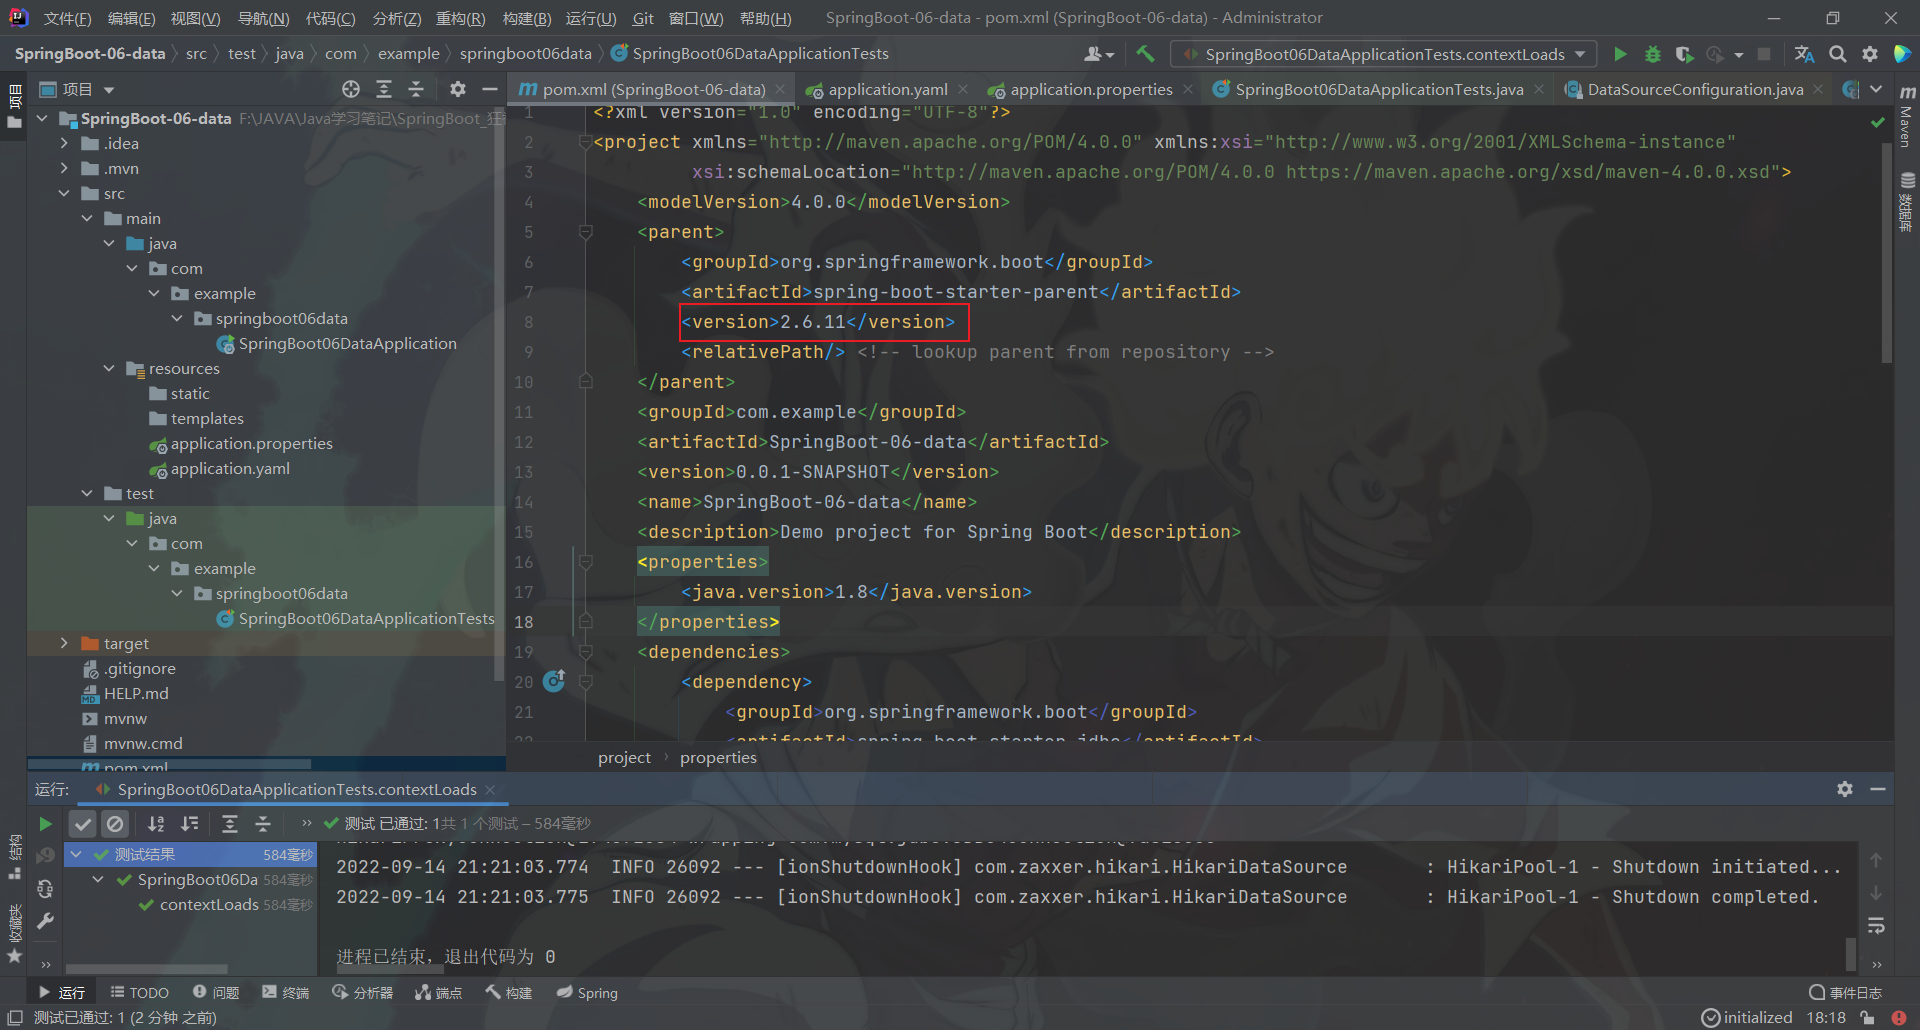 文件(F) 编辑(E) 视图(V) 导航(N) 代码(C) 分析(Z) 重构(R) 构建(B) 运行(U) Git 窗口(W) 帮助(H) SpringBoot-06-data - pom.xml (SpringBoot-06-data) - Administrator
SpringBoot-06-data src test java com example springboot06data SpringBoot06DataApplicationTests SpringBoot06DataApplicationTests.contextLoads
项目
pom.xml (SpringBoot-06-data) application.yaml application.properties SpringBoot06DataApplicationTests.java DataSourceConfiguration.java
项目
SpringBoot-06-data F:\JAVA\Java学习笔记\SpringBoot_
.idea
.mvn
src
main
java
com
example
springboot06data
SpringBoot06DataApplication
resources
static
templates
application.properties
application.yaml
test
java
com
example
springboot06data
SpringBoot06DataApplicationTests
target
.gitignore
HELP.md
mvnw
mvnw.cmd
pom.xml
1 <?xml version="1.0" encoding="UTF-8"?>
2 <project xmlns="http://maven.apache.org/POM/4.0.0" xmlns:xsi="http://www.w3.org/2001/XMLSchema-instance"
3 xsi:schemaLocation="http://maven.apache.org/POM/4.0.0 https://maven.apache.org/xsd/maven-4.0.0.xsd">
4 <modelVersion>4.0.0</modelVersion>
5 <parent>
6 <groupId>org.springframework.boot</groupId>
7 <artifactId>spring-boot-starter-parent</artifactId>
8 <version>2.6.11</version>
9 <relativePath/> <!-- lookup parent from repository -->
10 </parent>
11 <groupId>com.example</groupId>
12 <artifactId>SpringBoot-06-data</artifactId>
13 <version>0.0.1-SNAPSHOT</version>
14 <name>SpringBoot-06-data</name>
15 <description>Demo project for Spring Boot</description>
16 <properties>
17 <java.version>1.8</java.version>
18 </properties>
19 <dependencies>
20 <dependency>
21 <groupId>org.springframework.boot</groupId>
<artifactId>spring-boot-starter-jdbc</artifactId>
project properties
Maven
数据库
运行: SpringBoot06DataApplicationTests.contextLoads
测试 已通过: 1共 1 个测试 – 584毫秒
测试结果 584毫秒
SpringBoot06Da 584毫秒
contextLoads 584毫秒
2022-09-14 21:21:03.774 INFO 26092 --- [ionShutdownHook] com.zaxxer.hikari.HikariDataSource : HikariPool-1 - Shutdown initiated...
2022-09-14 21:21:03.775 INFO 26092 --- [ionShutdownHook] com.zaxxer.hikari.HikariDataSource : HikariPool-1 - Shutdown completed.
进程已结束，退出代码为 0
结构
收藏夹
运行 TODO 问题 终端 分析器 端点 构建 Spring 事件日志
测试已通过: 1 (2 分钟 之前) initialized 18:18